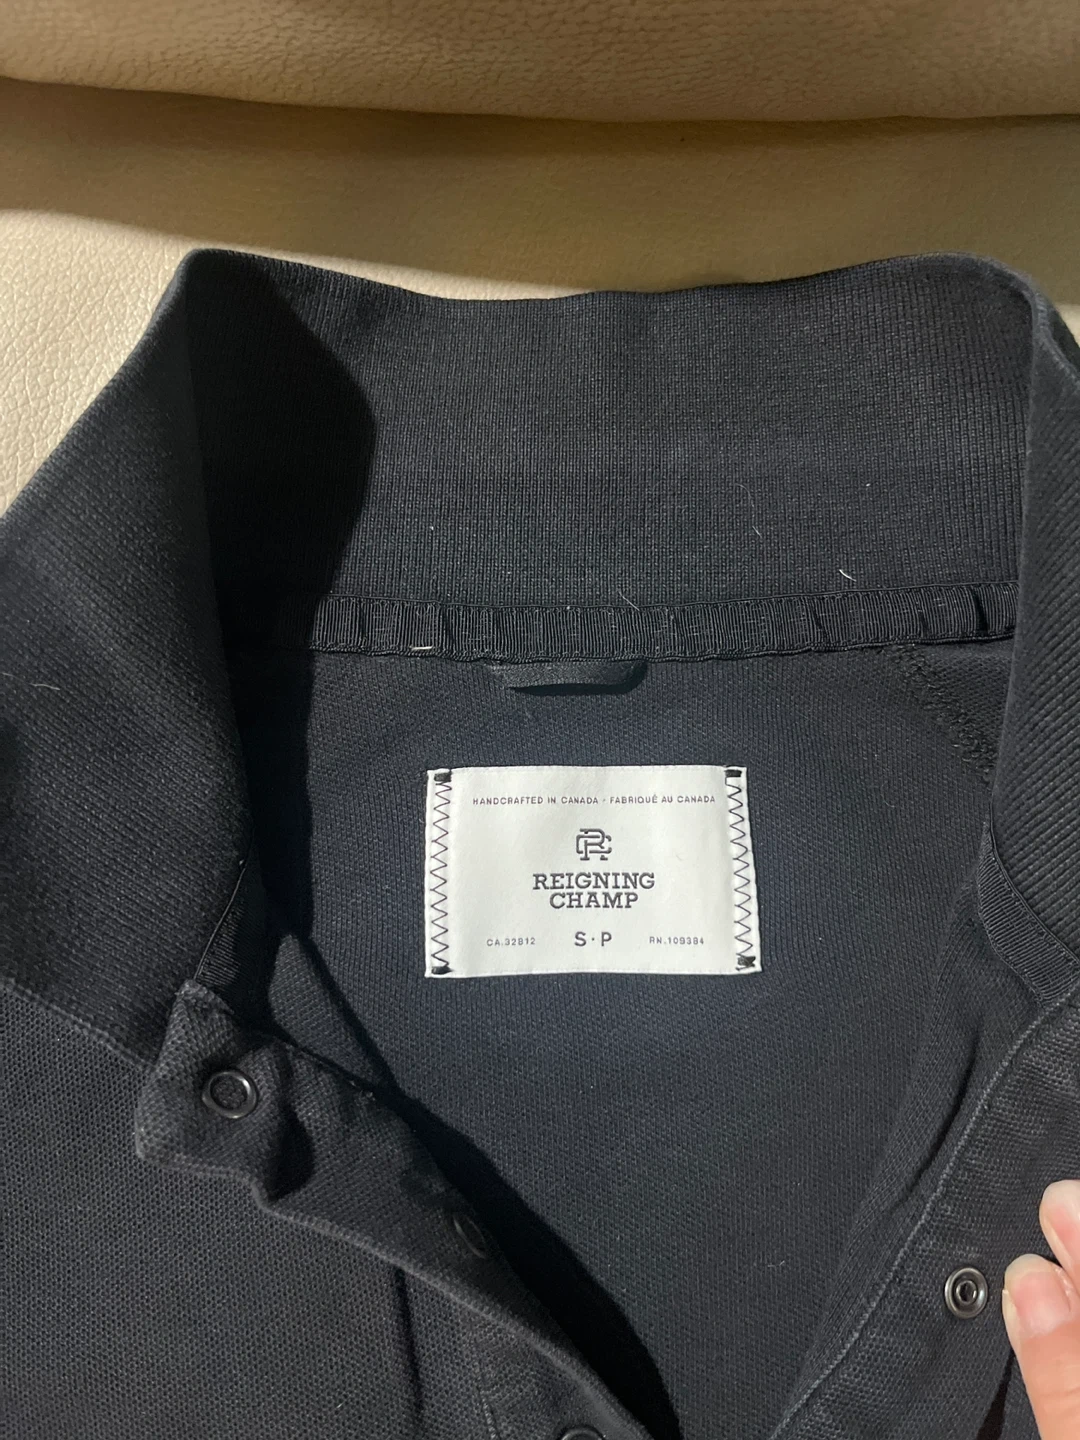 HANDCRAFTED IN CANADA · FABRIQUÉ AU CANADA
RC
REIGNING
CHAMP
CA.32812 S·P RN.109384